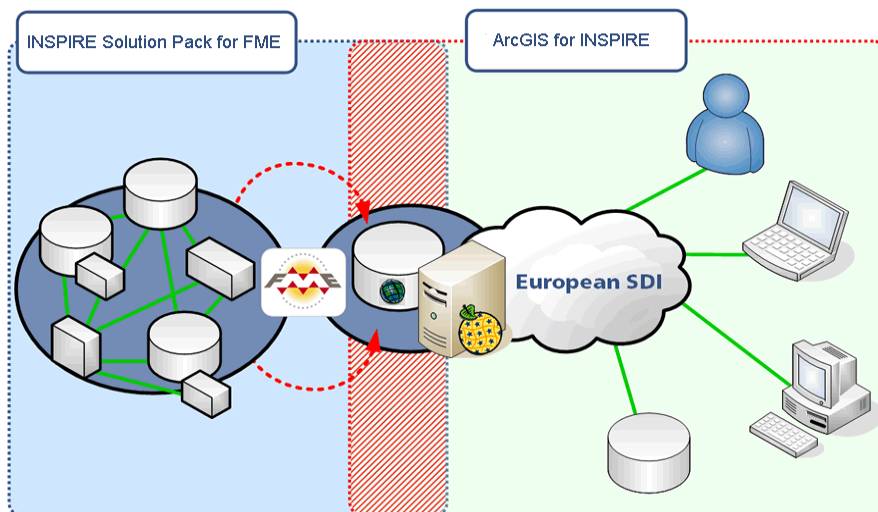 INSPIRE Solution Pack for FME
ArcGIS for INSPIRE
FME
European SDI